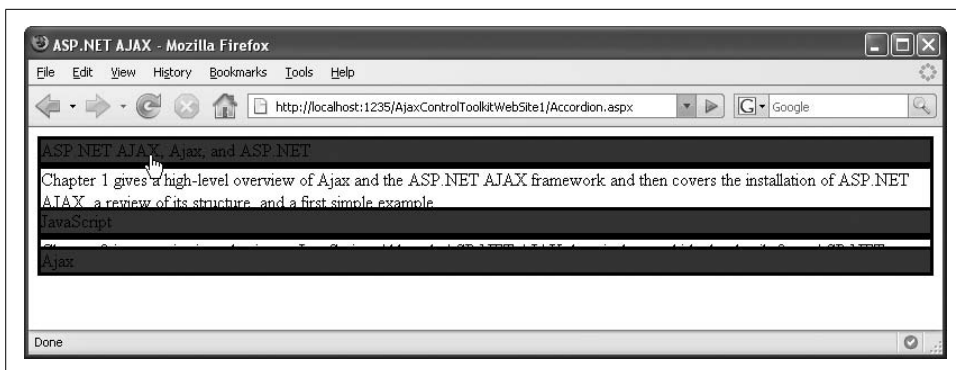 ASP.NET AJAX - Mozilla Firefox
File Edit View History Bookmarks Tools Help
http://localhost:1235/AjaxControlToolkitWebSite1/Accordion.aspx
G Google
ASP.NET AJAX, Ajax, and ASP.NET
Chapter 1 gives a high-level overview of Ajax and the ASP.NET AJAX framework and then covers the installation of ASP.NET
AJAX, a review of its structure, and a first simple example.
JavaScript
Ajax
Done